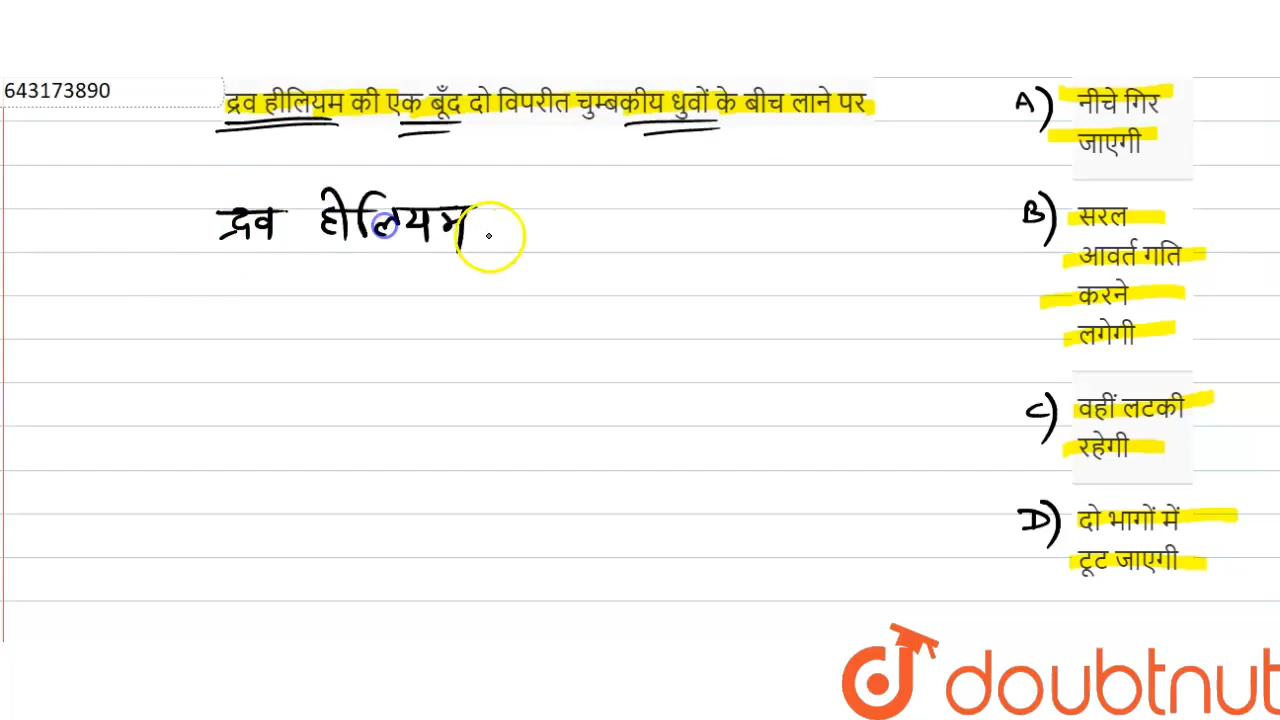 643173890
द्रव हीलियम की एक बूँद दो विपरीत चुम्बकीय ध्रुवों के बीच लाने पर
द्रव हीलियम
A) नीचे गिर
जाएगी
B) सरल
आवर्त गति
करने
लगेगी
C) वहीं लटकी
रहेगी
D) दो भागों में
टूट जाएगी
doubtnut